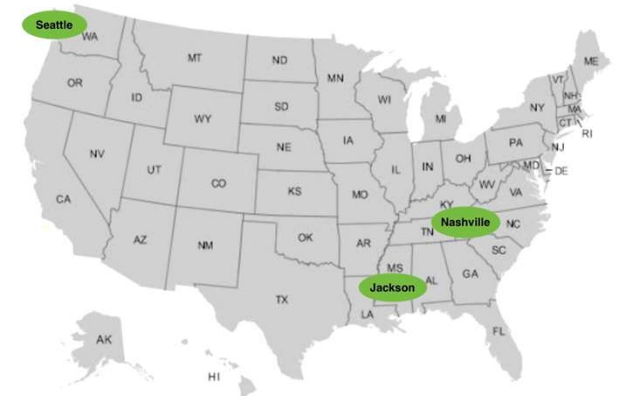 Seattle
WA
MT
ND
MN
ME
VT
NH
OR
ID
SD
WI
NY
MA
WY
MI
CT
RI
NE
IA
PA
NJ
NV
UT
IL
IN
OH
MD
DE
CO
KS
MO
WV
VA
CA
KY
Nashville
NC
AZ
NM
OK
AR
TN
SC
MS
AL
GA
Jackson
TX
LA
FL
AK
HI